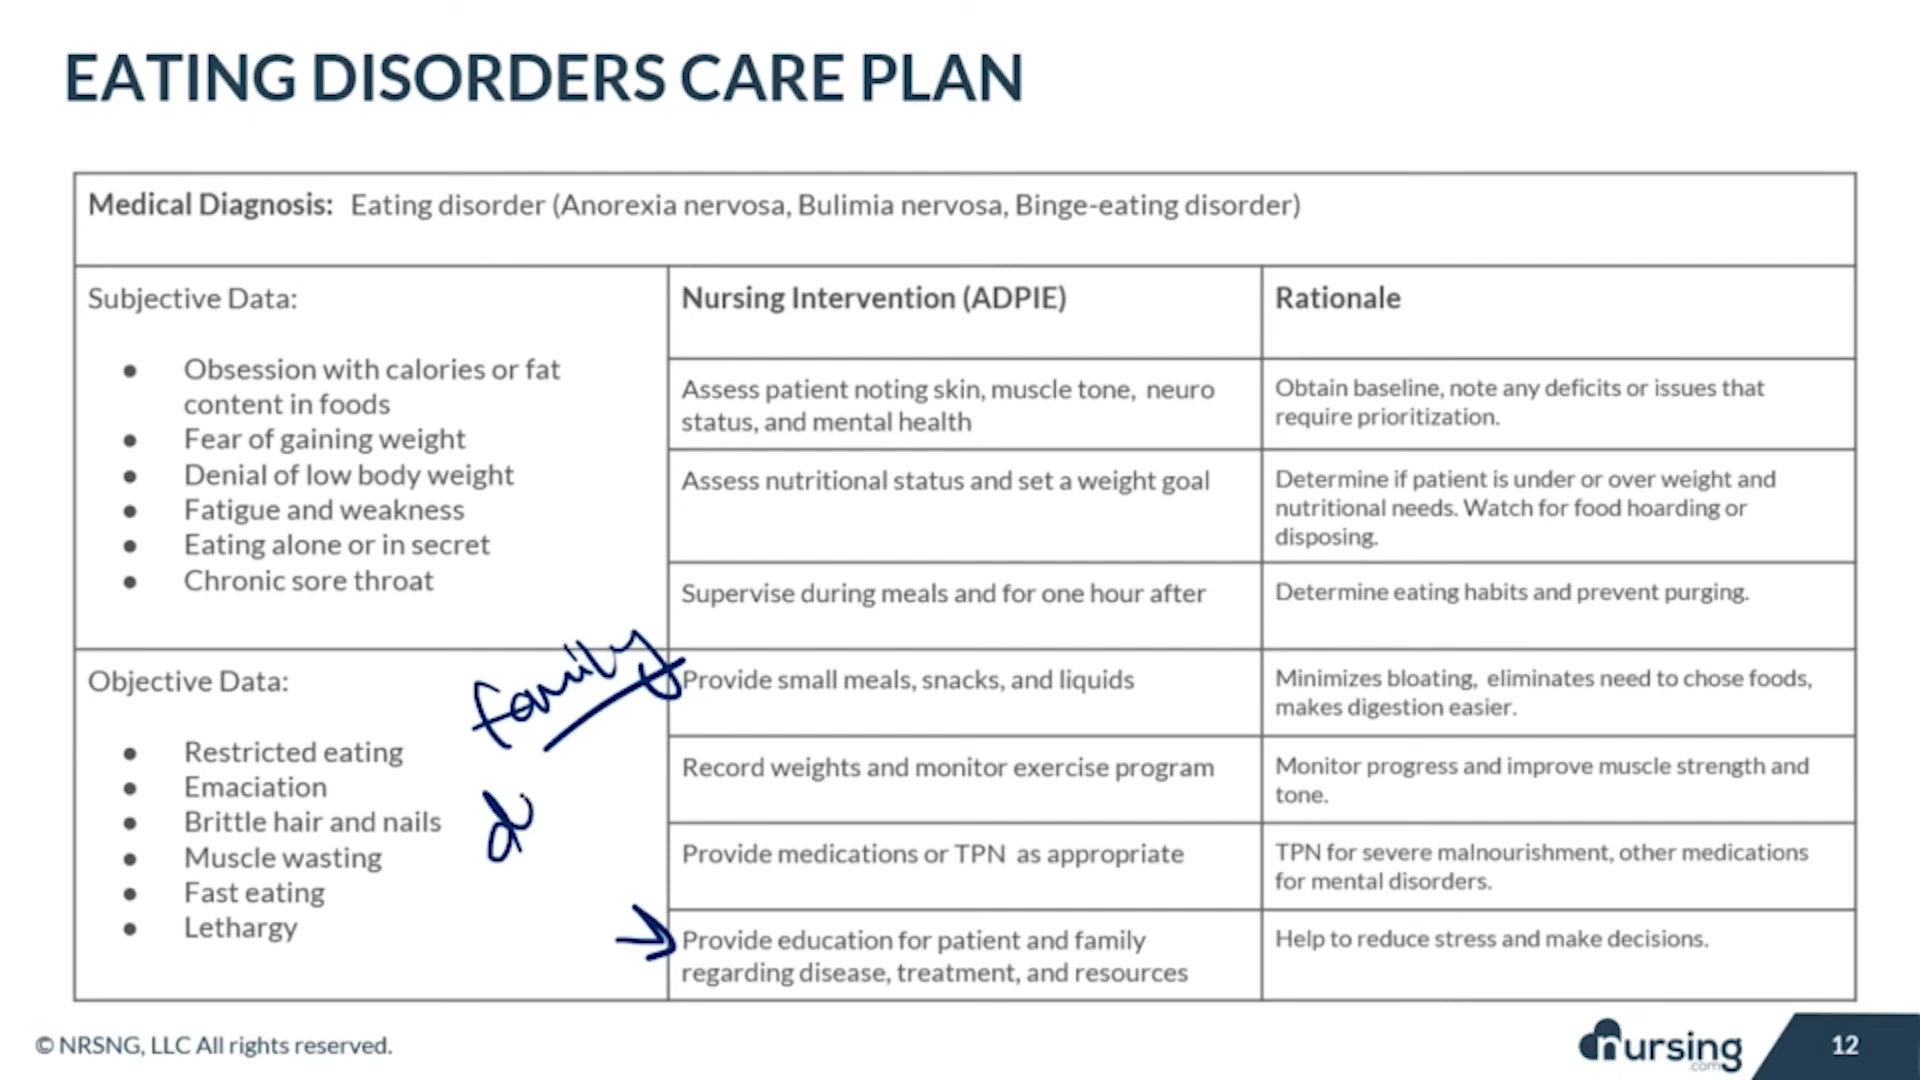 EATING DISORDERS CARE PLAN
Medical Diagnosis: Eating disorder (Anorexia nervosa, Bulimia nervosa, Binge-eating disorder)
Subjective Data:
Obsession with calories or fat
content in foods
Fear of gaining weight
Denial of low body weight
Fatigue and weakness
Eating alone or in secret
Chronic sore throat
Objective Data:
Restricted eating
Emaciation
Brittle hair and nails
Muscle wasting
Fast eating
Lethargy
family
Nursing Intervention (ADPIE)
Rationale
Assess patient noting skin, muscle tone, neuro
status, and mental health
Obtain baseline, note any deficits or issues that
require prioritization.
Assess nutritional status and set a weight goal
Determine if patient is under or over weight and
nutritional needs. Watch for food hoarding or
disposing.
Supervise during meals and for one hour after
Determine eating habits and prevent purging.
Provide small meals, snacks, and liquids
Minimizes bloating, eliminates need to chose foods,
makes digestion easier.
Record weights and monitor exercise program
Monitor progress and improve muscle strength and
tone.
Provide medications or TPN as appropriate
TPN for severe malnourishment, other medications
for mental disorders.
Provide education for patient and family
regarding disease, treatment, and resources
Help to reduce stress and make decisions.
© NRSNG, LLC All rights reserved.
nursing
.com
12